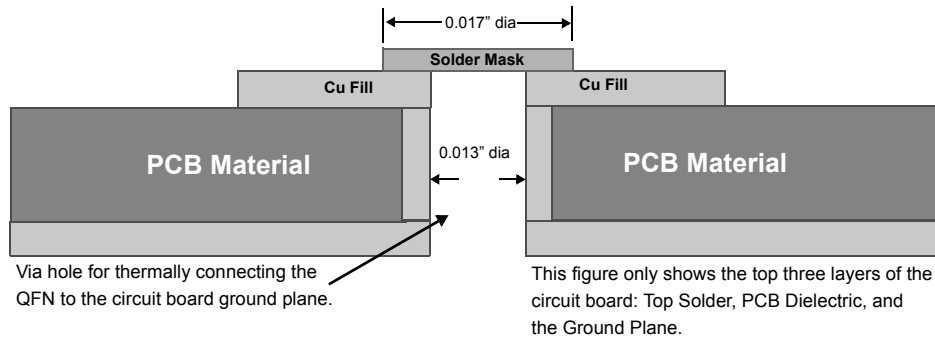 0.017” dia
Solder Mask
Cu Fill
Cu Fill
PCB Material
0.013” dia
PCB Material
Via hole for thermally connecting the
QFN to the circuit board ground plane.
This figure only shows the top three layers of the
circuit board: Top Solder, PCB Dielectric, and
the Ground Plane.